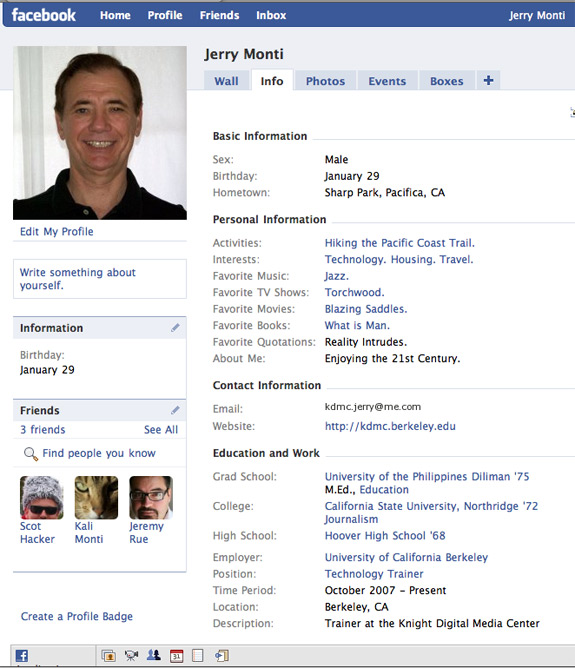 facebook Home Profile Friends Inbox Jerry Monti
Jerry Monti
Wall Info Photos Events Boxes +
Edit My Profile
Write something about
yourself.
Information
Birthday:
January 29
Friends
3 friends See All
Find people you know
Scot Hacker
Kali Monti
Jeremy Rue
Create a Profile Badge
Basic Information
Sex: Male
Birthday: January 29
Hometown: Sharp Park, Pacifica, CA
Personal Information
Activities: Hiking the Pacific Coast Trail.
Interests: Technology. Housing. Travel.
Favorite Music: Jazz.
Favorite TV Shows: Torchwood.
Favorite Movies: Blazing Saddles.
Favorite Books: What is Man.
Favorite Quotations: Reality Intrudes.
About Me: Enjoying the 21st Century.
Contact Information
Email: kdmc.jerry@me.com
Website: http://kdmc.berkeley.edu
Education and Work
Grad School: University of the Philippines Diliman '75
M.Ed., Education
College: California State University, Northridge '72
Journalism
High School: Hoover High School '68
Employer: University of California Berkeley
Position: Technology Trainer
Time Period: October 2007 - Present
Location: Berkeley, CA
Description: Trainer at the Knight Digital Media Center
31